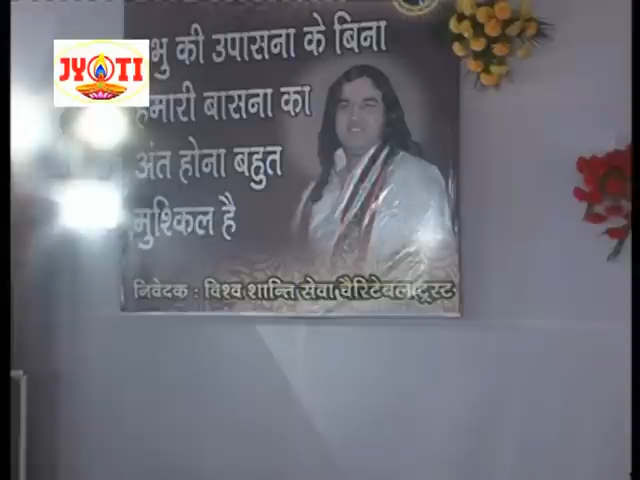 JYOTI
भु की उपासना के बिना
हमारी बासना का
अंत होना बहुत
मुश्किल है
निवेदक : विश्व शान्ति सेवा चैरिटेबल ट्रस्ट